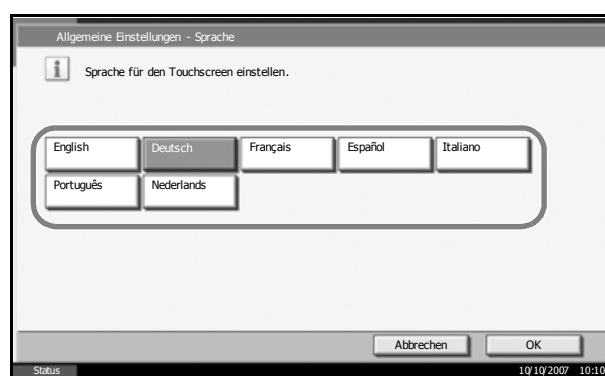 Allgemeine Einstellungen - Sprache
Sprache für den Touchscreen einstellen.
English Deutsch Français Español Italiano
Português Nederlands
Abbrechen OK
Status 10/10/2007 10:10